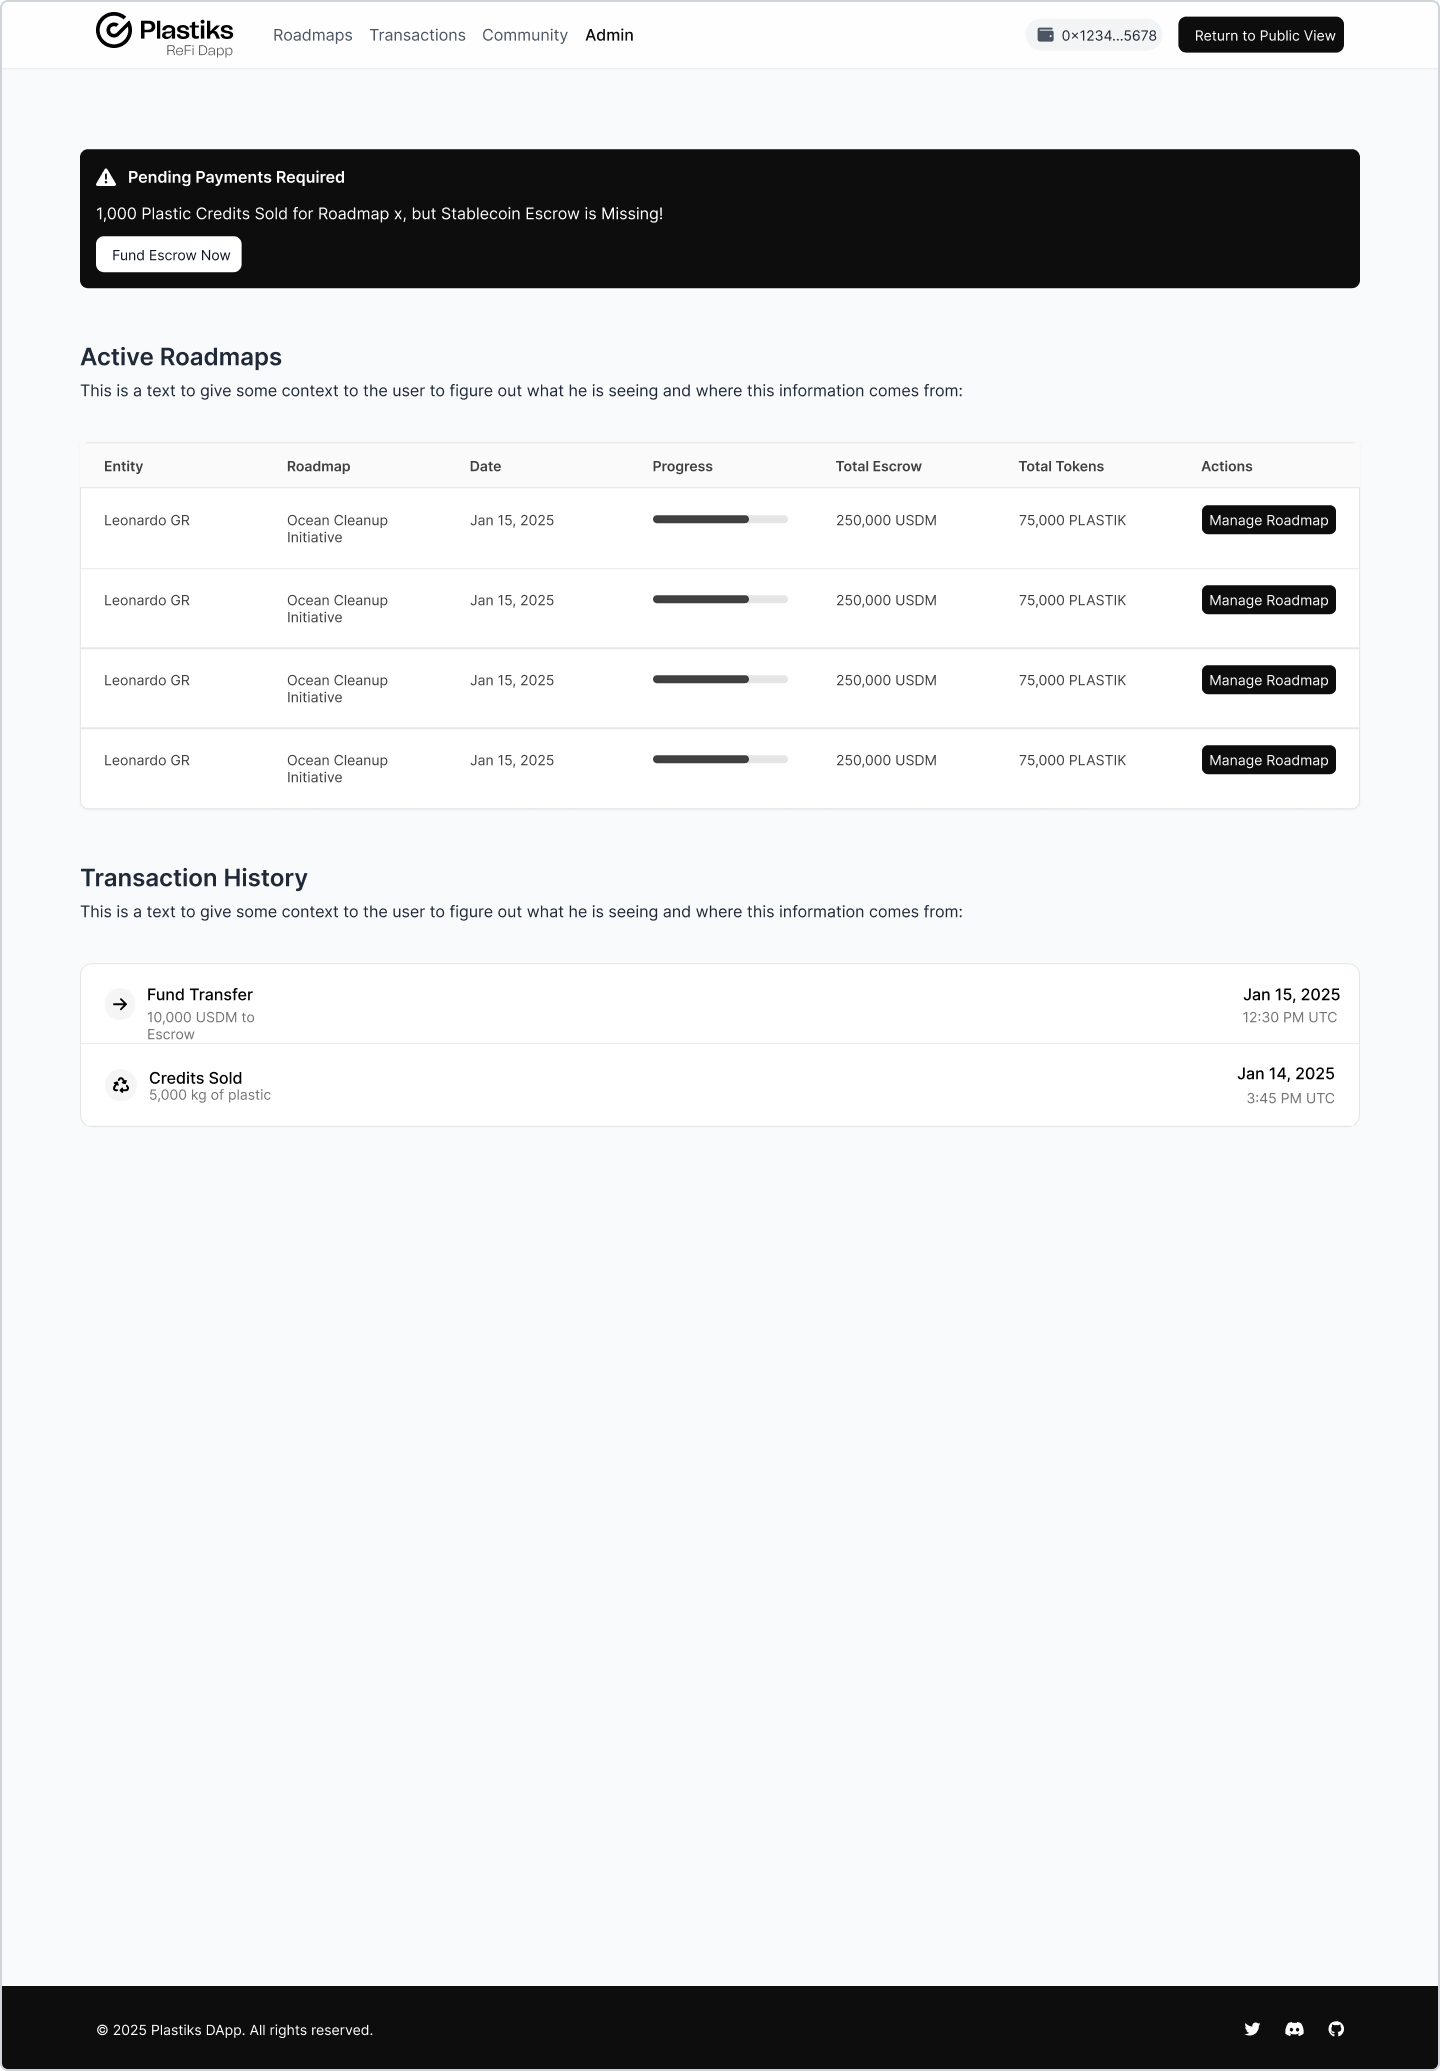 Plastiks
ReFi Dapp
Roadmaps Transactions Community Admin
0x1234...5678
Return to Public View
Pending Payments Required
1,000 Plastic Credits Sold for Roadmap x, but Stablecoin Escrow is Missing!
Fund Escrow Now
Active Roadmaps
This is a text to give some context to the user to figure out what he is seeing and where this information comes from:
Entity Roadmap Date Progress Total Escrow Total Tokens Actions
Leonardo GR Ocean Cleanup Jan 15, 2025 250,000 USDM 75,000 PLASTIK Manage Roadmap
Initiative
Leonardo GR Ocean Cleanup Jan 15, 2025 250,000 USDM 75,000 PLASTIK Manage Roadmap
Initiative
Leonardo GR Ocean Cleanup Jan 15, 2025 250,000 USDM 75,000 PLASTIK Manage Roadmap
Initiative
Leonardo GR Ocean Cleanup Jan 15, 2025 250,000 USDM 75,000 PLASTIK Manage Roadmap
Initiative
Transaction History
This is a text to give some context to the user to figure out what he is seeing and where this information comes from:
Fund Transfer Jan 15, 2025
10,000 USDM to 12:30 PM UTC
Escrow
Credits Sold Jan 14, 2025
5,000 kg of plastic 3:45 PM UTC
© 2025 Plastiks DApp. All rights reserved.